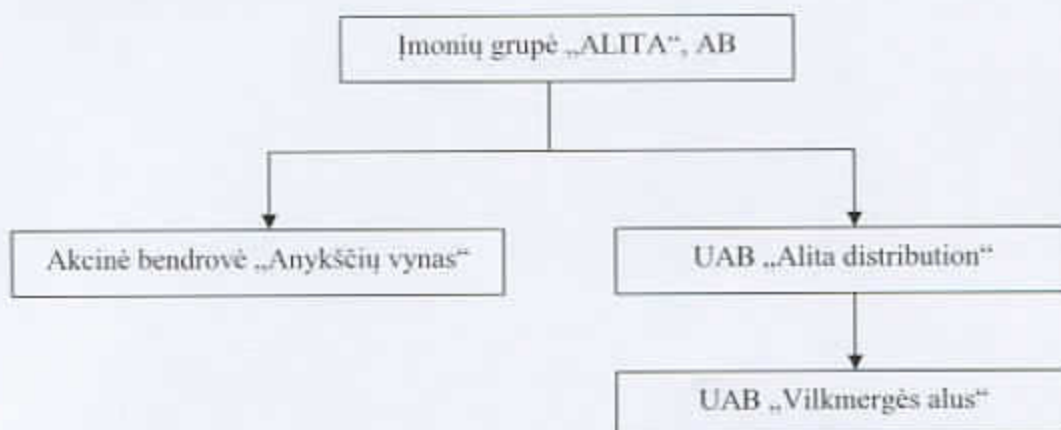 Įmonių grupė „ALITA“, AB
Akcinė bendrovė „Anykščių vynas“
UAB „Alita distribution“
UAB „Vilkmergės alus“